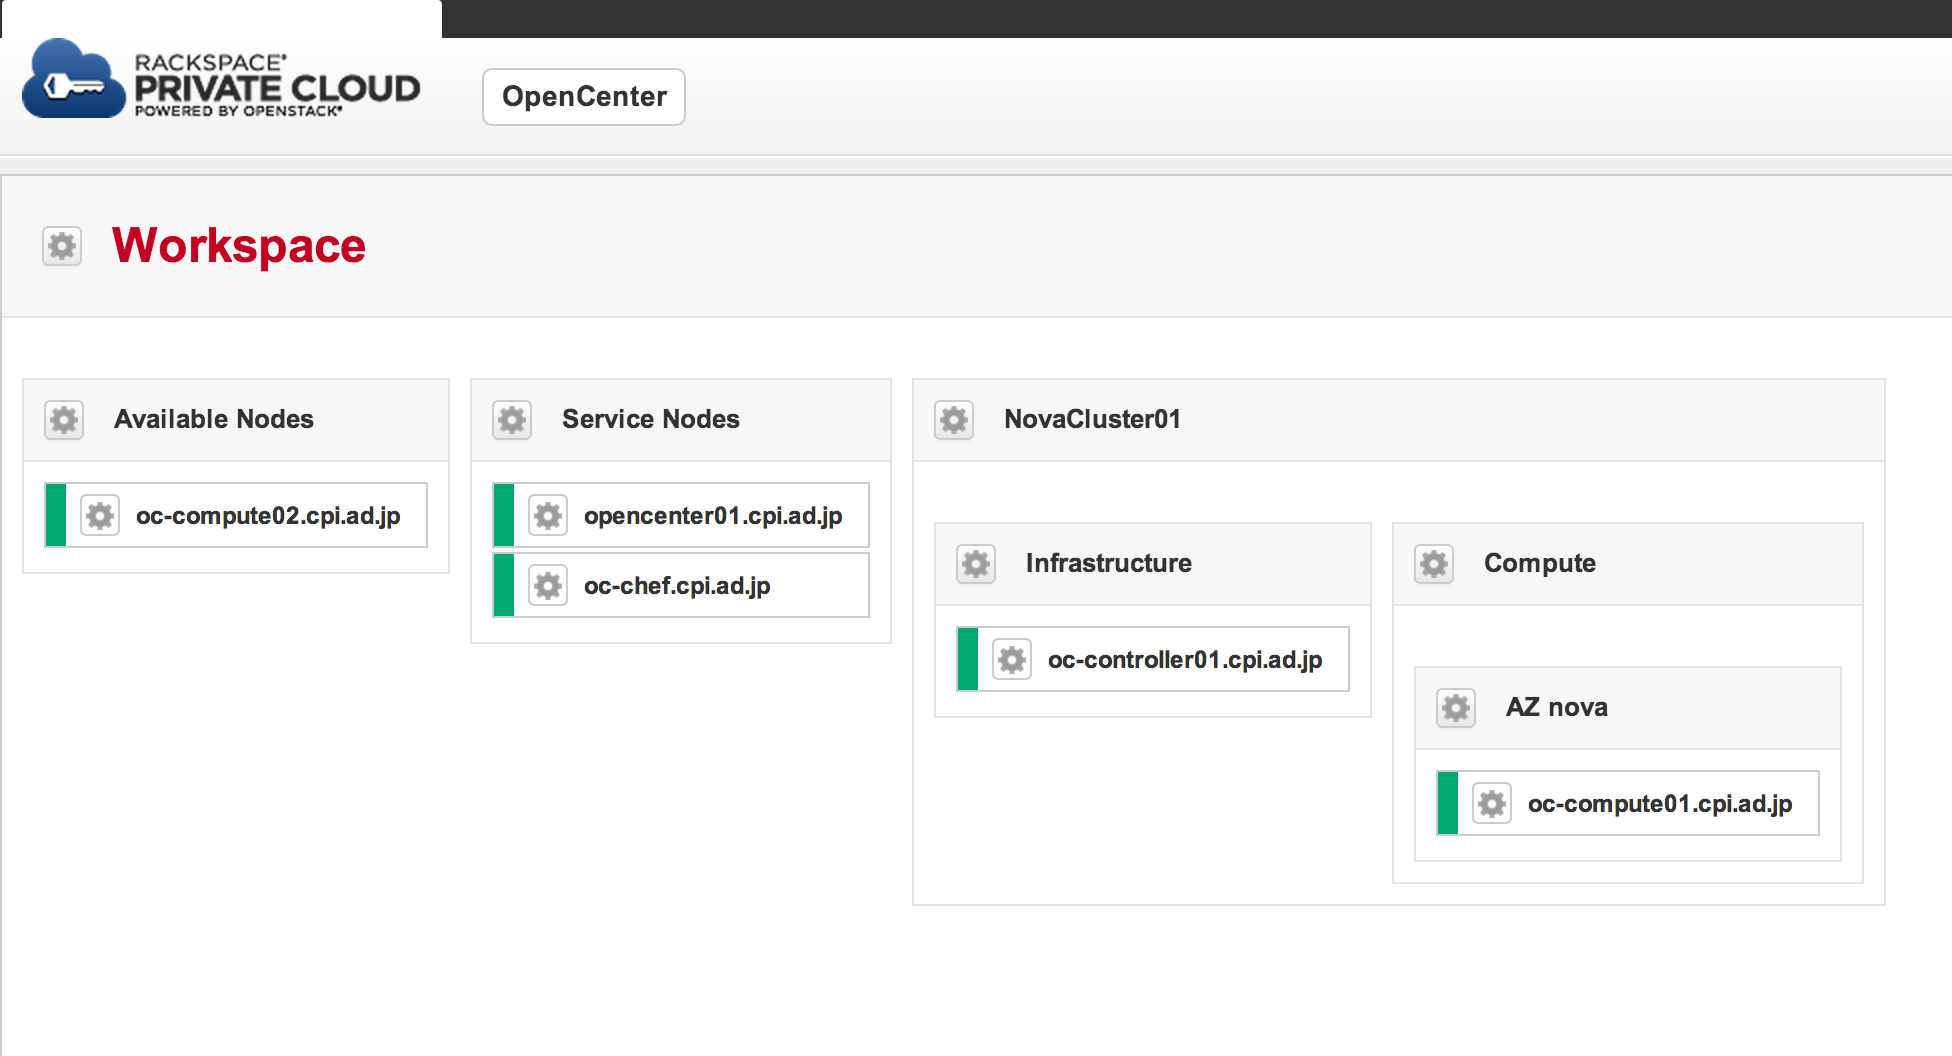 RACKSPACE®
PRIVATE CLOUD
POWERED BY OPENSTACK®
OpenCenter
Workspace
Available Nodes
oc-compute02.cpi.ad.jp
Service Nodes
opencenter01.cpi.ad.jp
oc-chef.cpi.ad.jp
NovaCluster01
Infrastructure
oc-controller01.cpi.ad.jp
Compute
AZ nova
oc-compute01.cpi.ad.jp